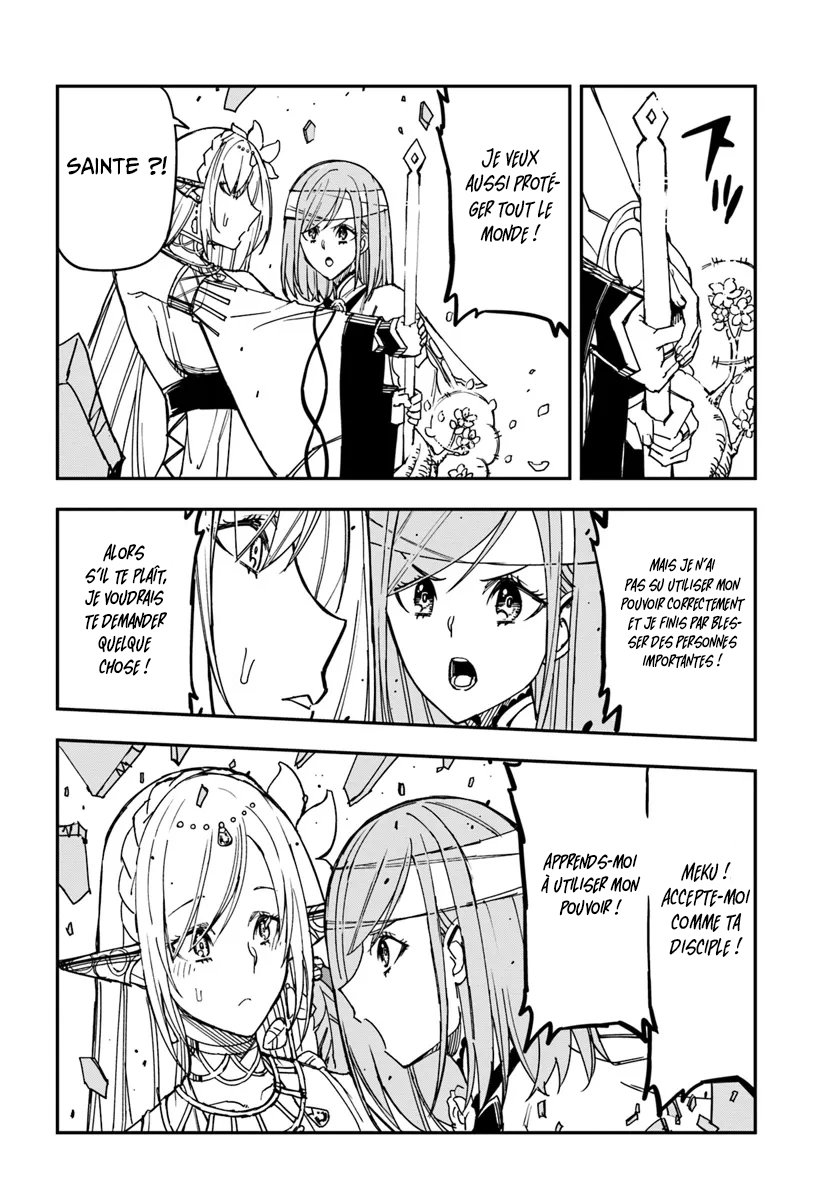 ズッ
JE VEUX
AUSSI PROTÉ-
GER TOUT LE
MONDE !
SAINTE ?!
MAIS JE N'AI
PAS SU UTILISER MON
POUVOIR CORRECTEMENT
ET JE FINIS PAR BLES-
SER DES PERSONNES
IMPORTANTES !
ALORS
S'IL TE PLAÎT,
JE VOUDRAIS
TE DEMANDER
QUELQUE
CHOSE !
MEKU !
ACCEPTE-MOI
COMME TA
DISCIPLE !
APPRENDS-MOI
À UTILISER MON
POUVOIR !